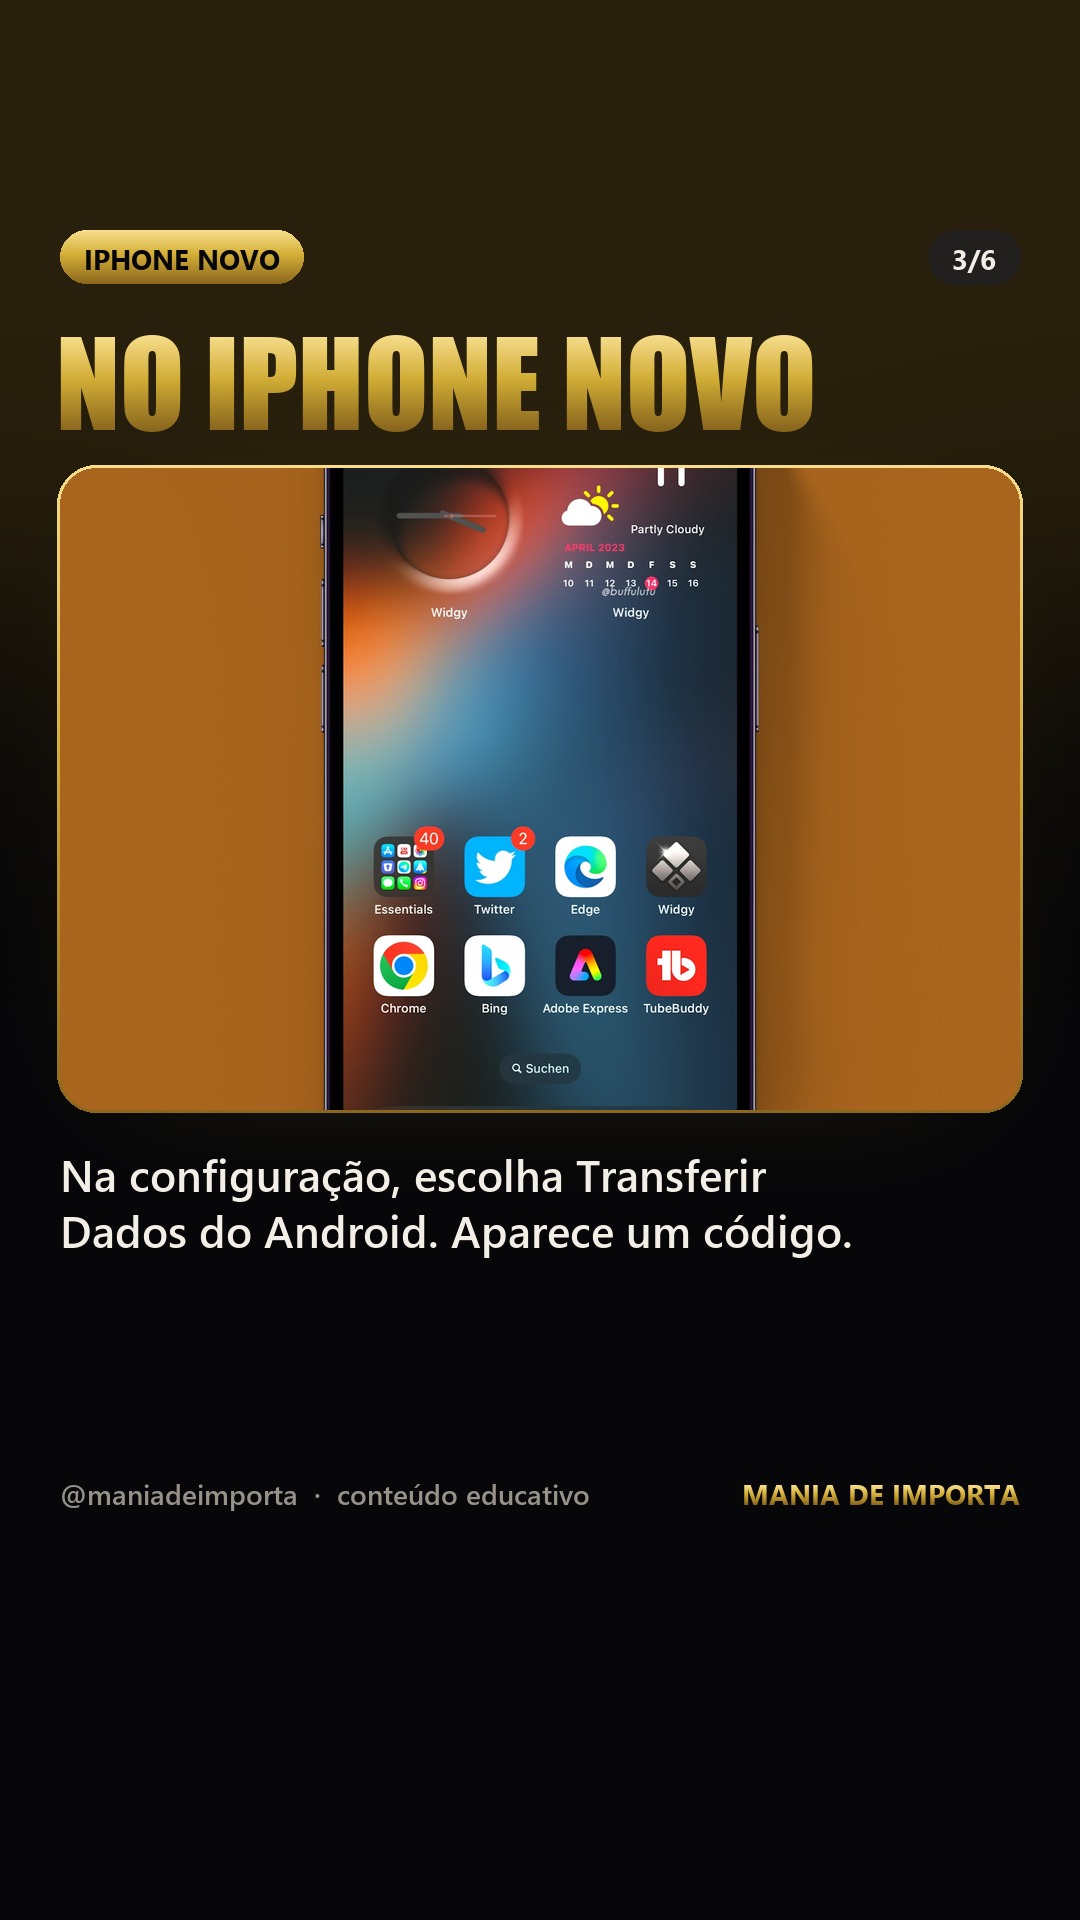 IPHONE NOVO
3/6
NO IPHONE NOVO
Partly Cloudy
APRIL 2023
M D M D F S S
10 11 12 13 14 15 16
@buffulufu
Widgy Widgy
40 2
Essentials Twitter Edge Widgy
Chrome Bing Adobe Express TubeBuddy
Suchen
Na configuração, escolha Transferir
Dados do Android. Aparece um código.
@maniadeimporta · conteúdo educativo
MANIA DE IMPORTA